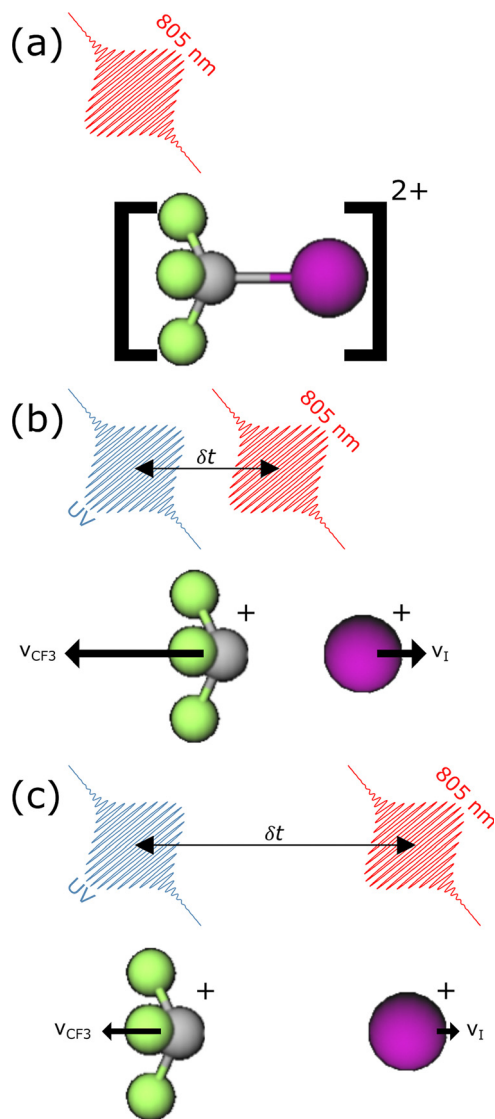 (a)
805 nm
2+
(b)
805 nm
δt
UV
+
+
vCF3
vI
(c)
805 nm
δt
UV
+
+
vCF3
vI